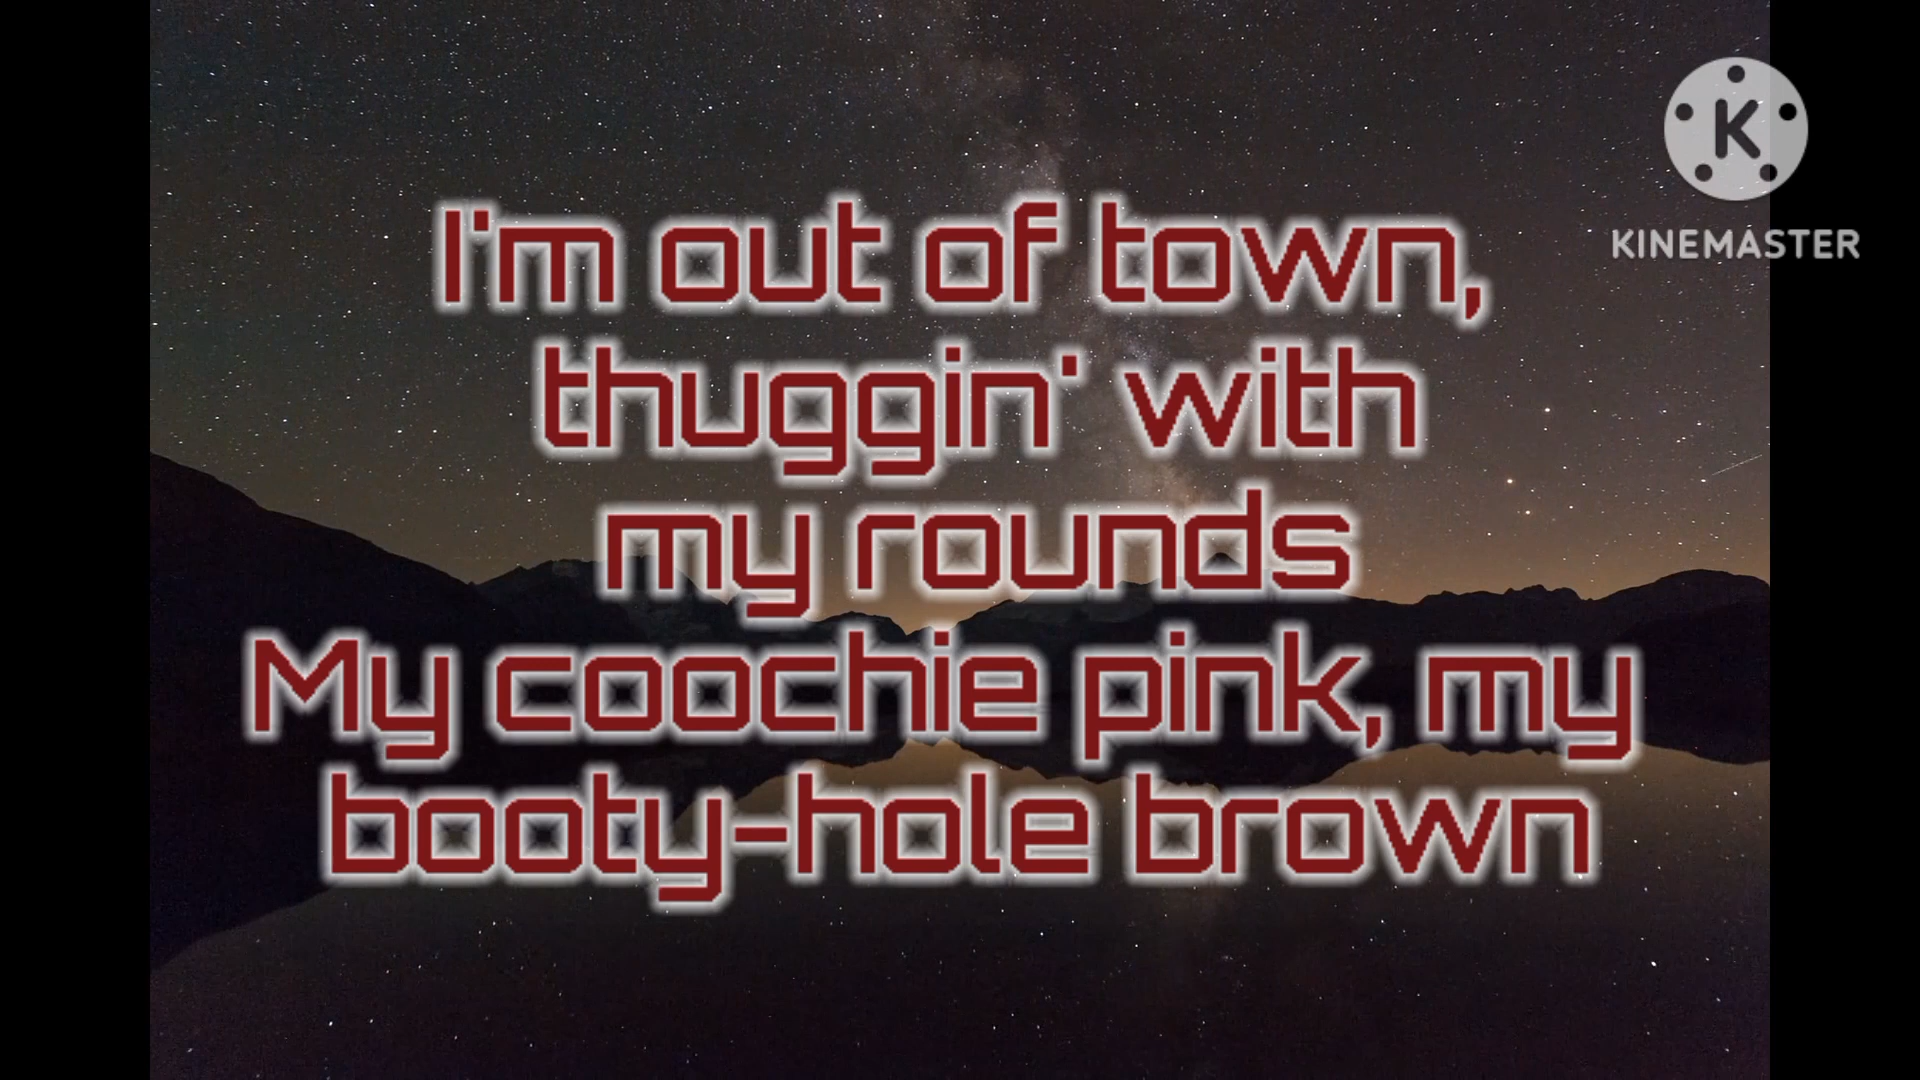 KINEMASTER
I'm out of town,
thuggin' with
my rounds
My coochie pink, my
booty-hole brown